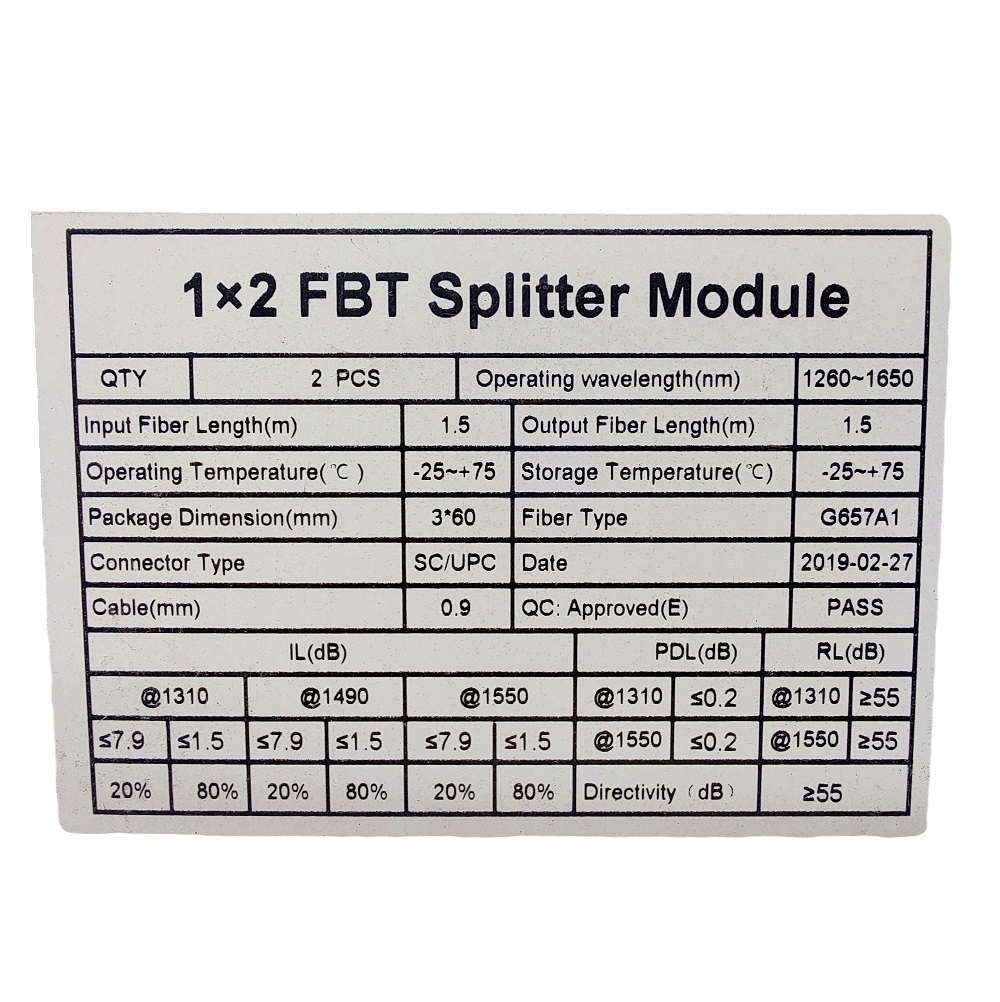 1×2 FBT Splitter Module
QTY 2 PCS Operating wavelength(nm) 1260~1650
Input Fiber Length(m) 1.5 Output Fiber Length(m) 1.5
Operating Temperature(℃) -25~+75 Storage Temperature(℃) -25~+75
Package Dimension(mm) 3*60 Fiber Type G657A1
Connector Type SC/UPC Date 2019-02-27
Cable(mm) 0.9 QC: Approved(E) PASS
IL(dB) PDL(dB) RL(dB)
@1310 @1490 @1550 @1310 ≤0.2 @1310 ≥55
≤7.9 ≤1.5 ≤7.9 ≤1.5 ≤7.9 ≤1.5 @1550 ≤0.2 @1550 ≥55
20% 80% 20% 80% 20% 80% Directivity（dB） ≥55